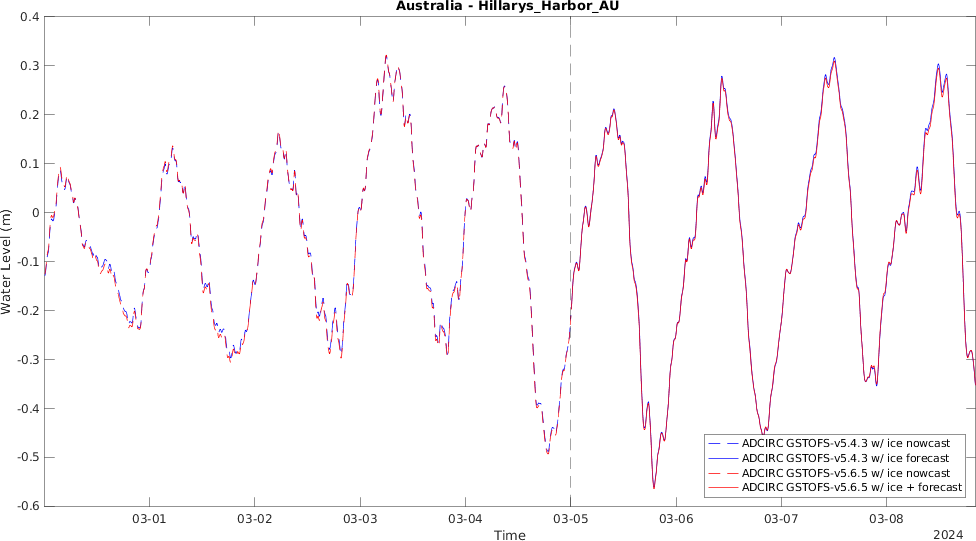 Australia - Hillarys_Harbor_AU
Water Level (m)
0.4
0.3
0.2
0.1
0
-0.1
-0.2
-0.3
-0.4
-0.5
-0.6
ADCIRC GSTOFS-v5.4.3 w/ ice nowcast
ADCIRC GSTOFS-v5.4.3 w/ ice forecast
ADCIRC GSTOFS-v5.6.5 w/ ice nowcast
ADCIRC GSTOFS-v5.6.5 w/ ice + forecast
03-01 03-02 03-03 03-04 03-05 03-06 03-07 03-08
Time
2024